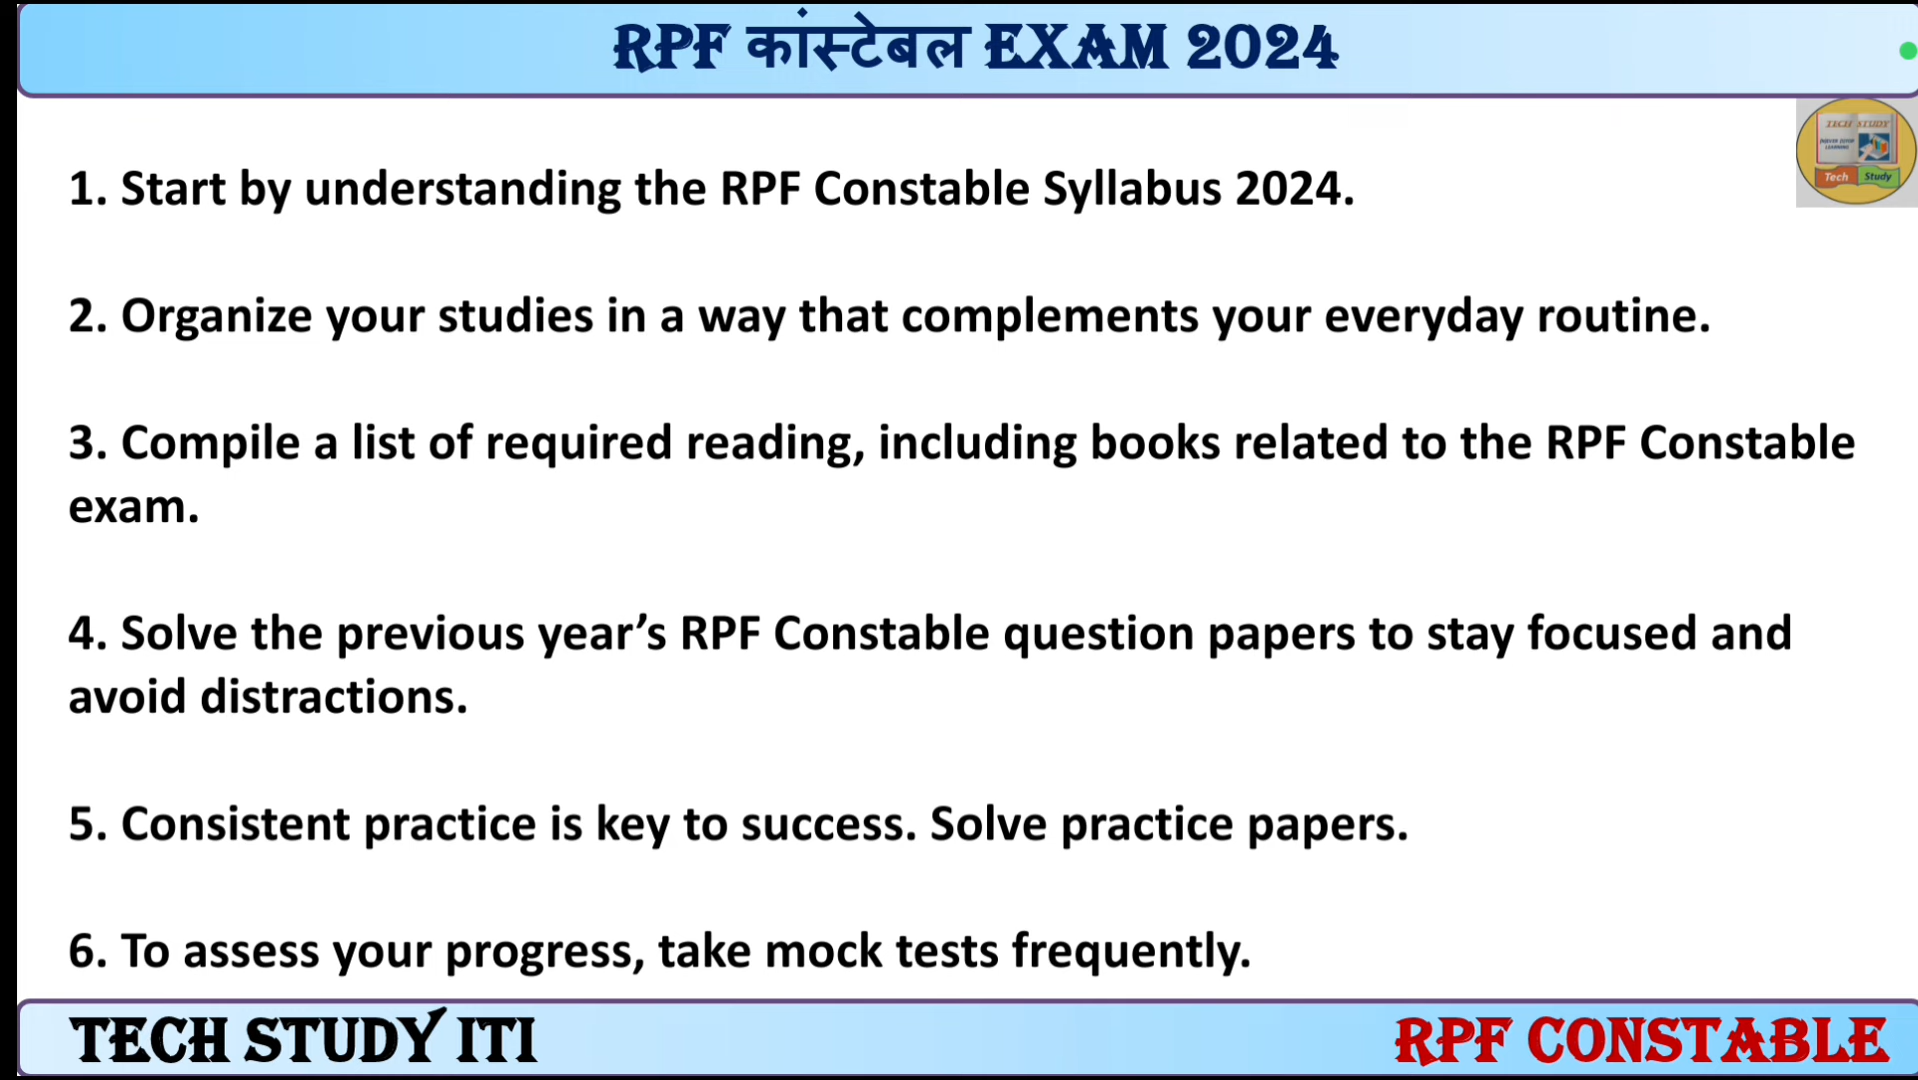 RPF कांस्टेबल EXAM 2024
TECH STUDY
Tech Study
1. Start by understanding the RPF Constable Syllabus 2024.
2. Organize your studies in a way that complements your everyday routine.
3. Compile a list of required reading, including books related to the RPF Constable
exam.
4. Solve the previous year’s RPF Constable question papers to stay focused and
avoid distractions.
5. Consistent practice is key to success. Solve practice papers.
6. To assess your progress, take mock tests frequently.
TECH STUDY ITI
RPF CONSTABLE